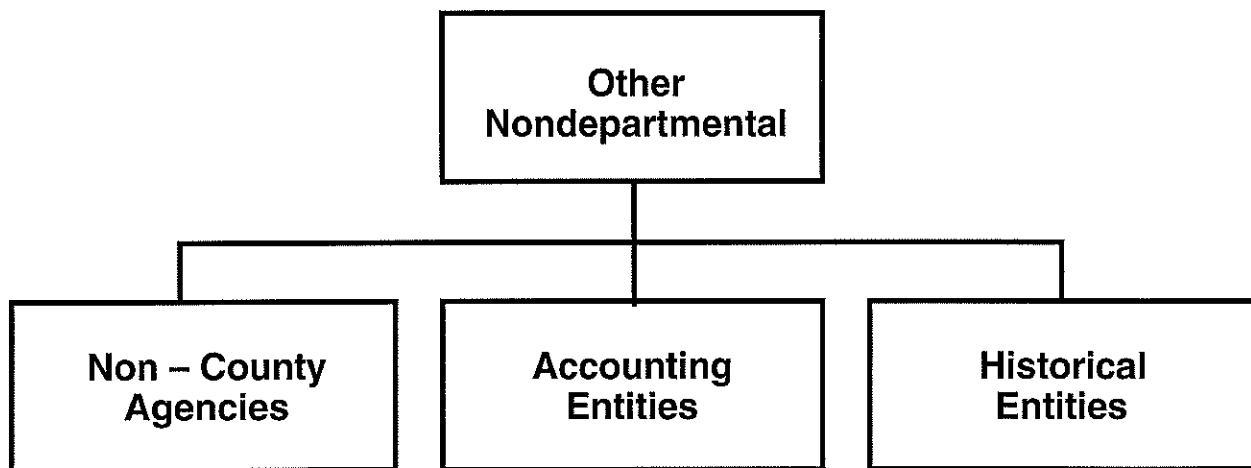 Other
Nondepartmental
Non – County
Agencies
Accounting
Entities
Historical
Entities